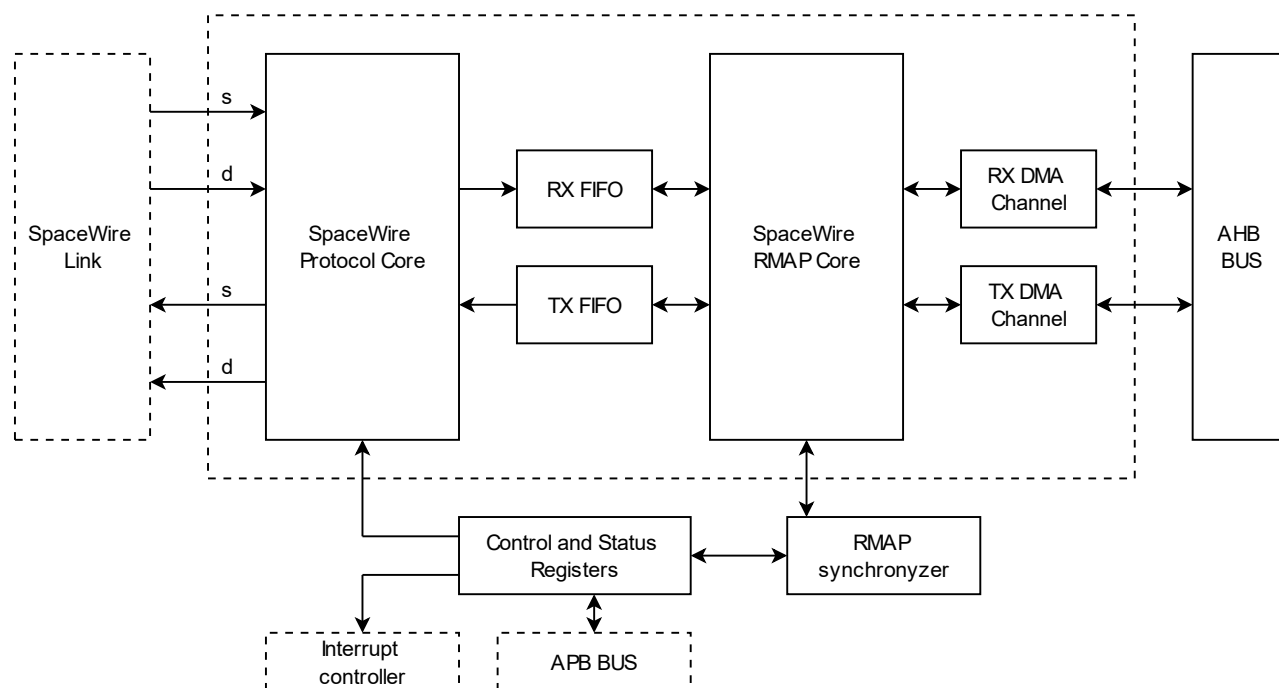 s
d
SpaceWire
Link
s
d
SpaceWire
Protocol Core
RX FIFO
TX FIFO
SpaceWire
RMAP Core
RX DMA
Channel
TX DMA
Channel
AHB
BUS
Control and Status
Registers
RMAP
synchronyzer
Interrupt
controller
APB BUS